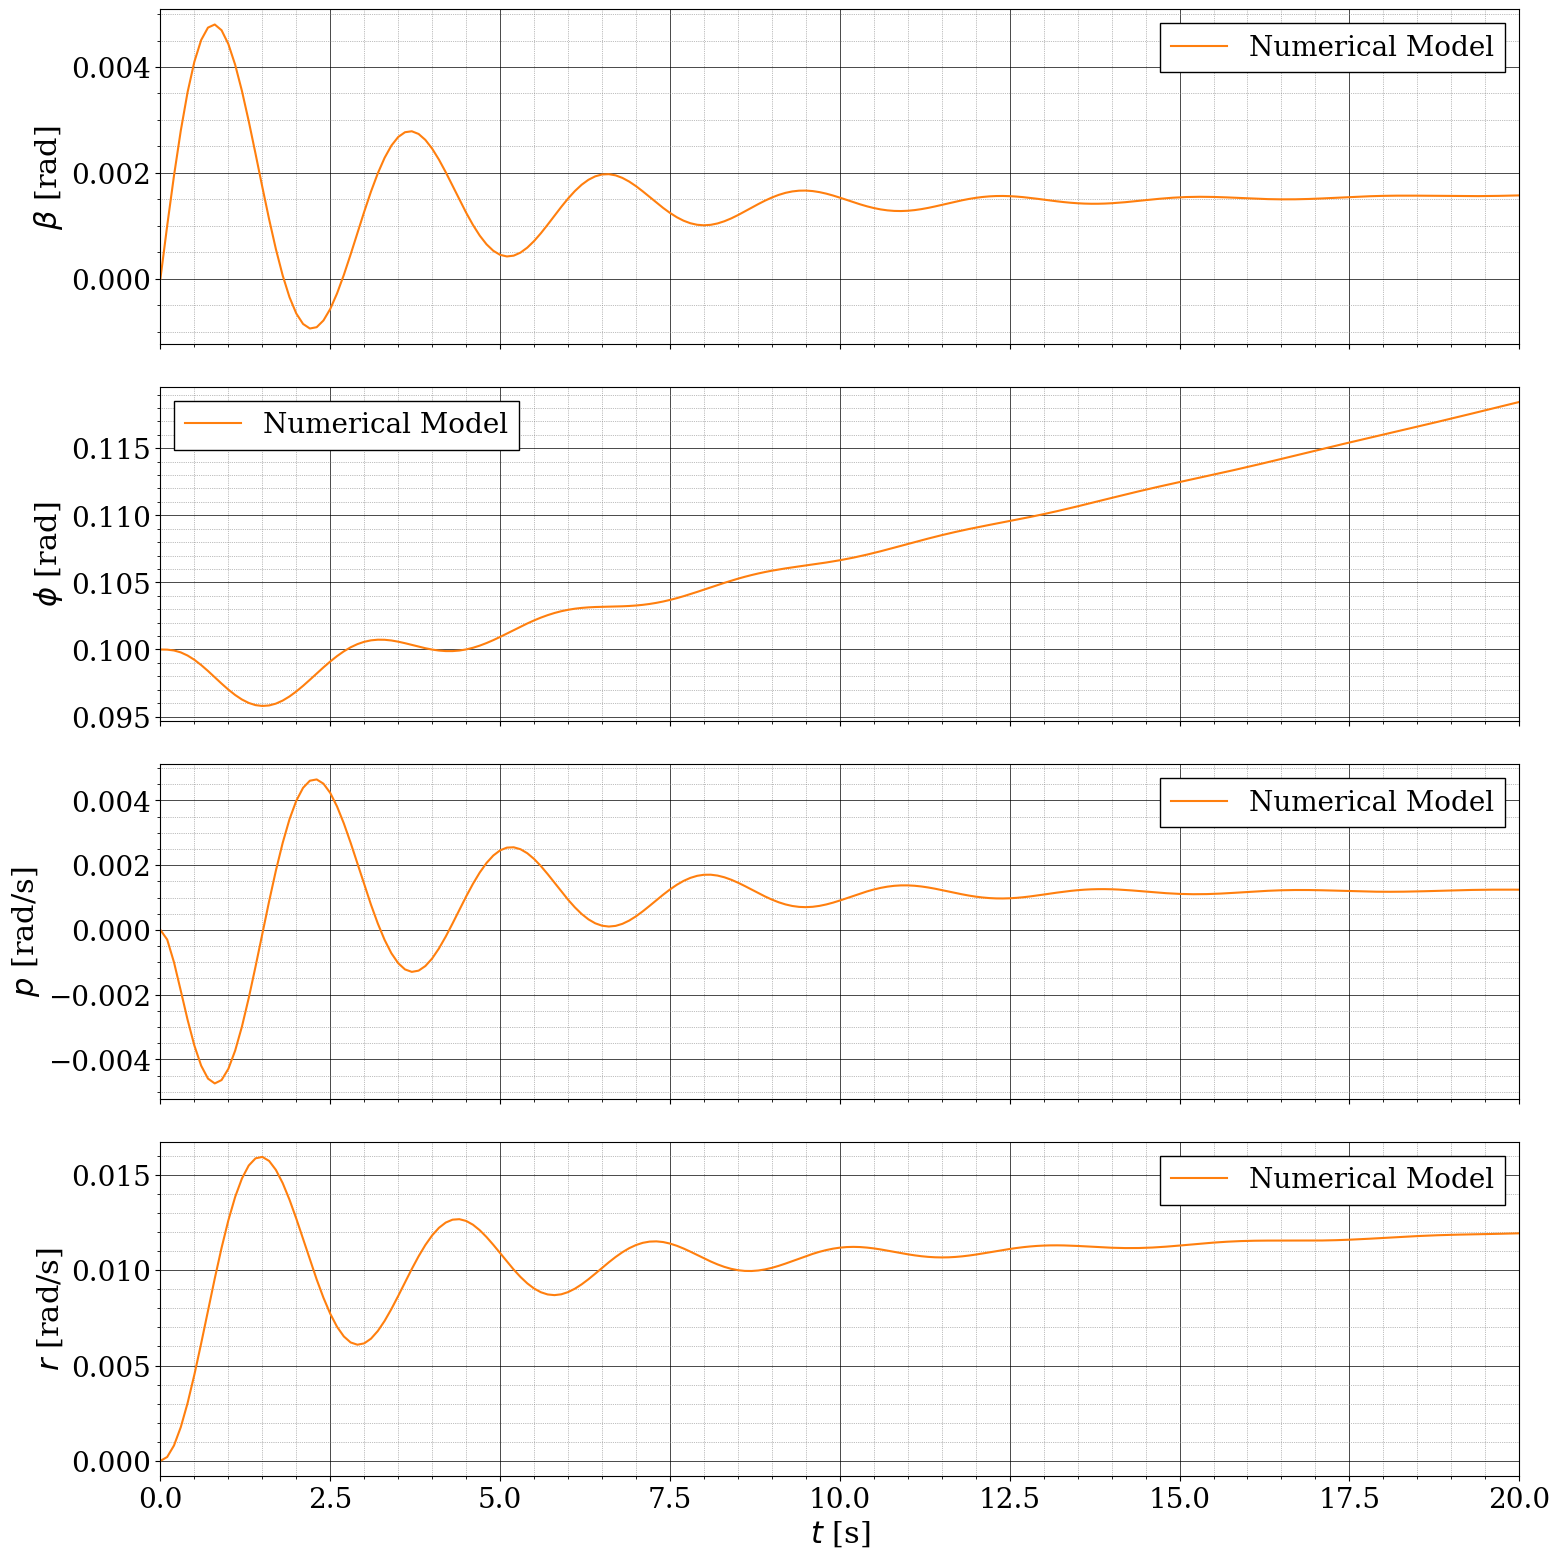 Numerical Model
0.004
0.002
0.000
β [rad]
Numerical Model
0.115
0.110
0.105
0.100
0.095
ϕ [rad]
Numerical Model
0.004
0.002
0.000
−0.002
−0.004
p [rad/s]
Numerical Model
0.015
0.010
0.005
0.000
r [rad/s]
0.0 2.5 5.0 7.5 10.0 12.5 15.0 17.5 20.0
t [s]